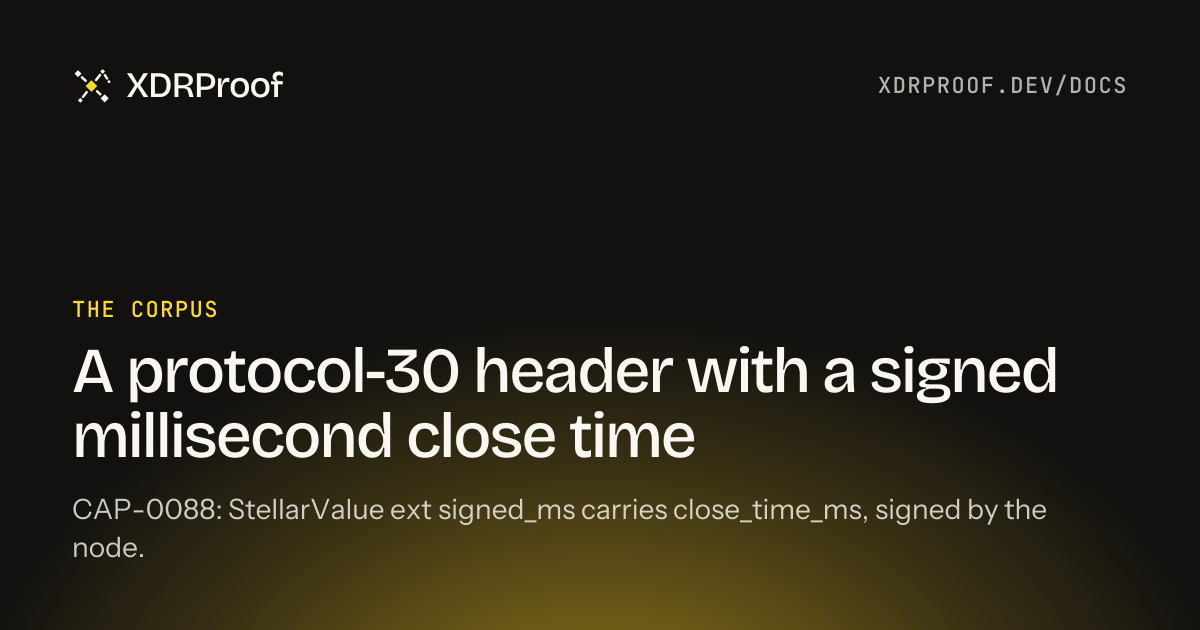 XDRProof
XDRPROOF.DEV/DOCS
THE CORPUS
A protocol-30 header with a signed
millisecond close time
CAP-0088: StellarValue ext signed_ms carries close_time_ms, signed by the
node.